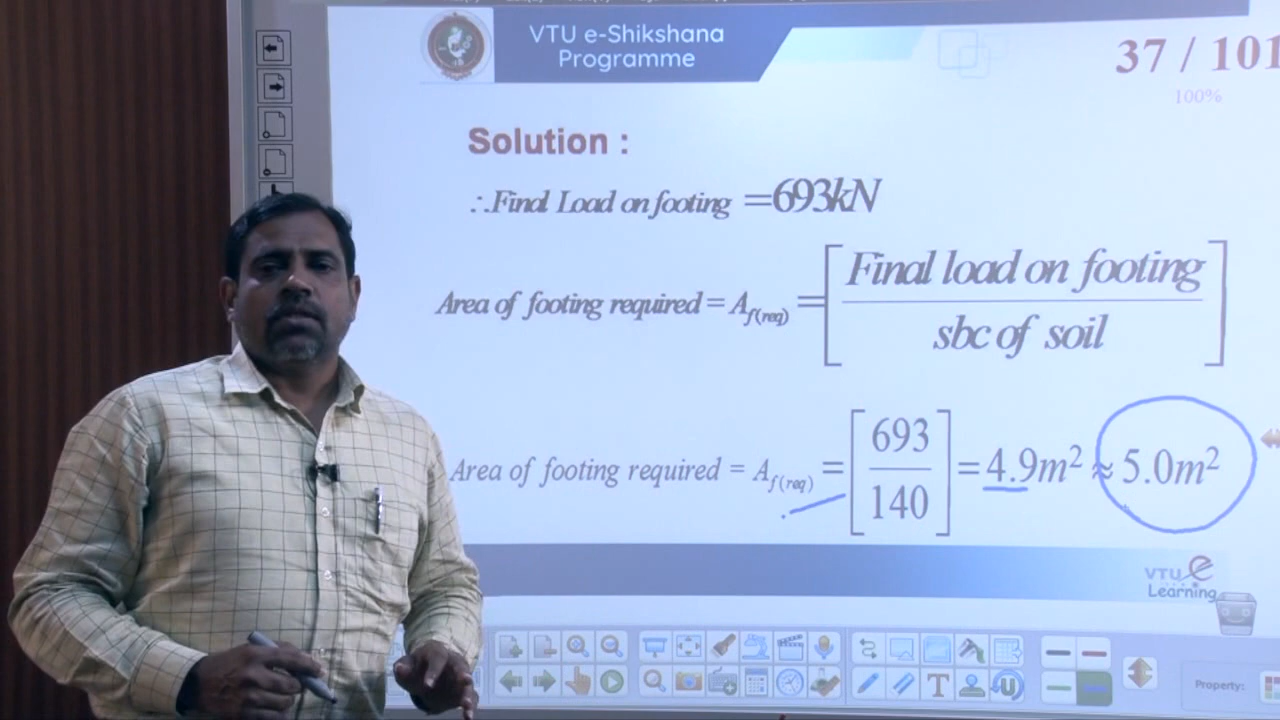 VTU e-Shikshana
Programme
37 / 101
100%
Solution :
∴Final Load on footing =693kN
Area of footing required = A_f(req) = [Final load on footing / sbc of soil]
Area of footing required = A_f(req) = [693 / 140] = 4.9m² ≈ 5.0m²
VTU e
Learning
Property: